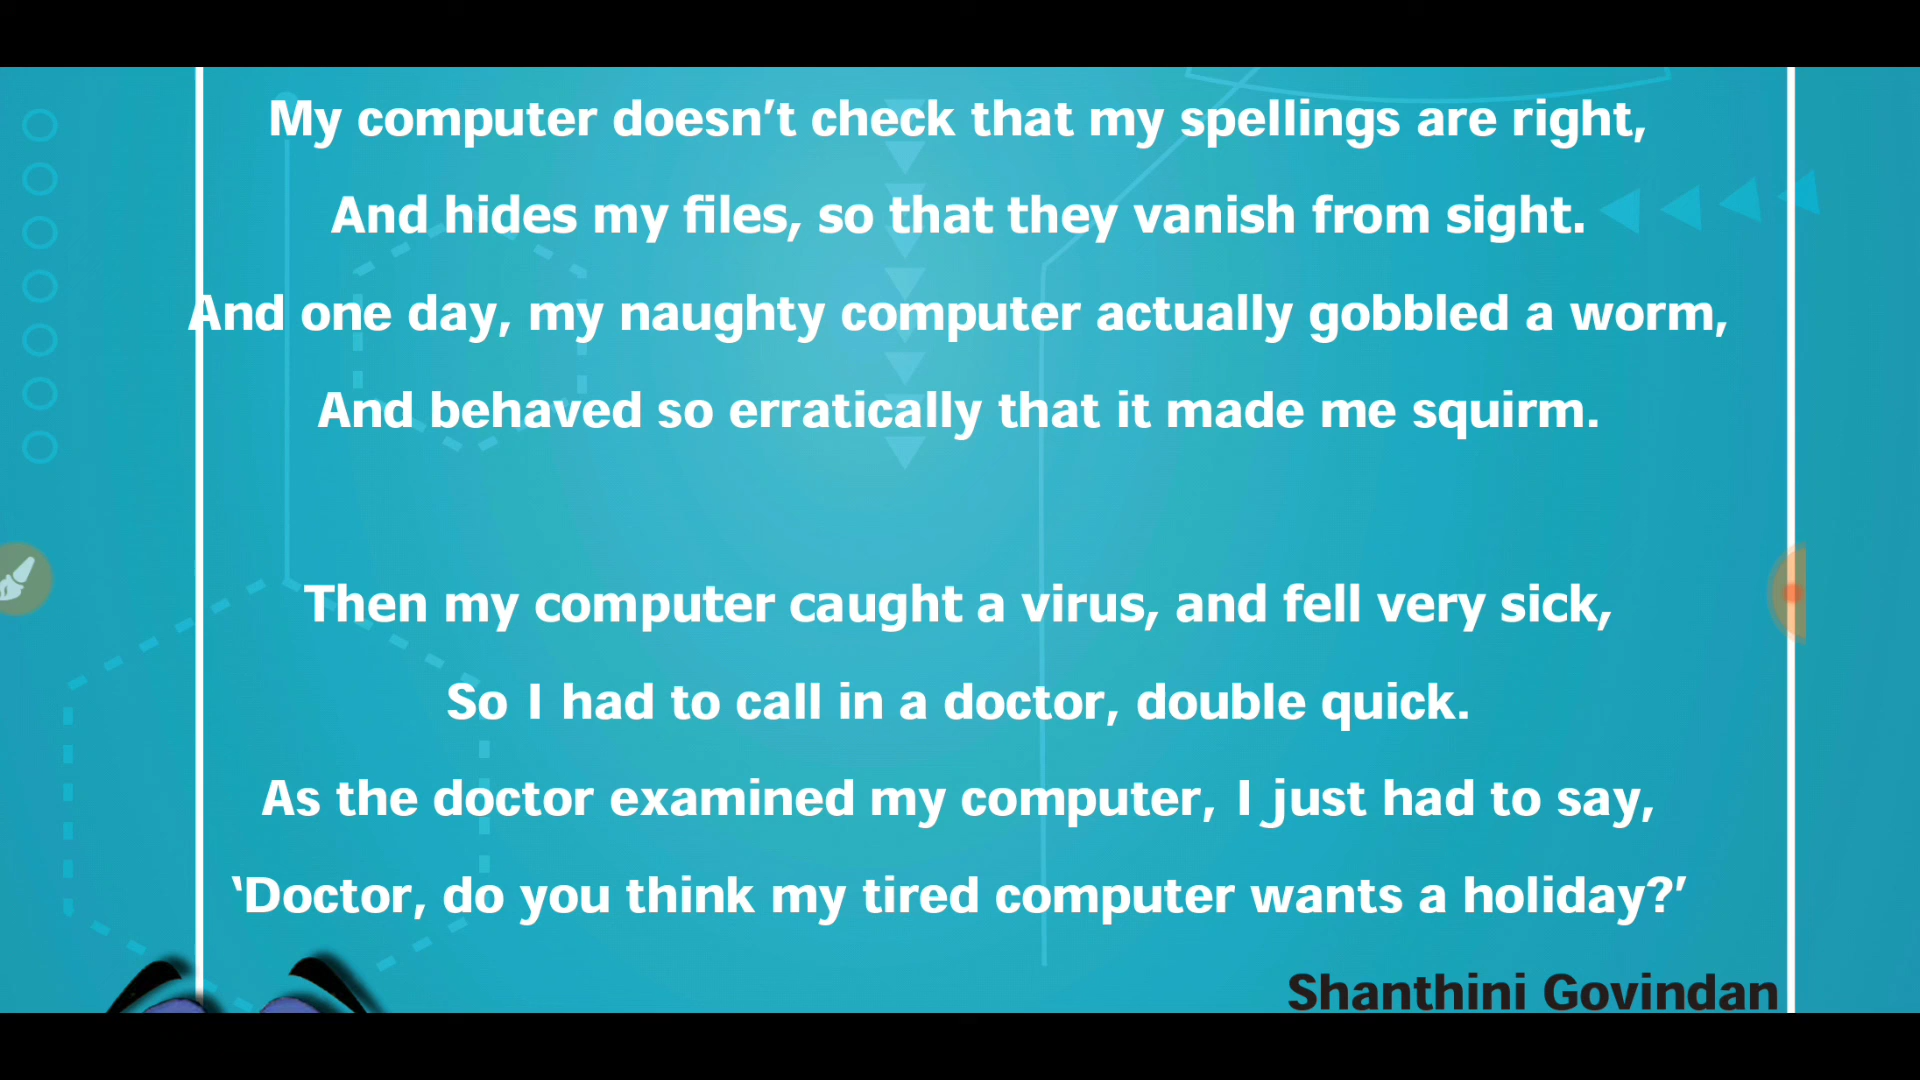 My computer doesn’t check that my spellings are right,
And hides my files, so that they vanish from sight.
And one day, my naughty computer actually gobbled a worm,
And behaved so erratically that it made me squirm.
Then my computer caught a virus, and fell very sick,
So I had to call in a doctor, double quick.
As the doctor examined my computer, I just had to say,
‘Doctor, do you think my tired computer wants a holiday?’
Shanthini Govindan